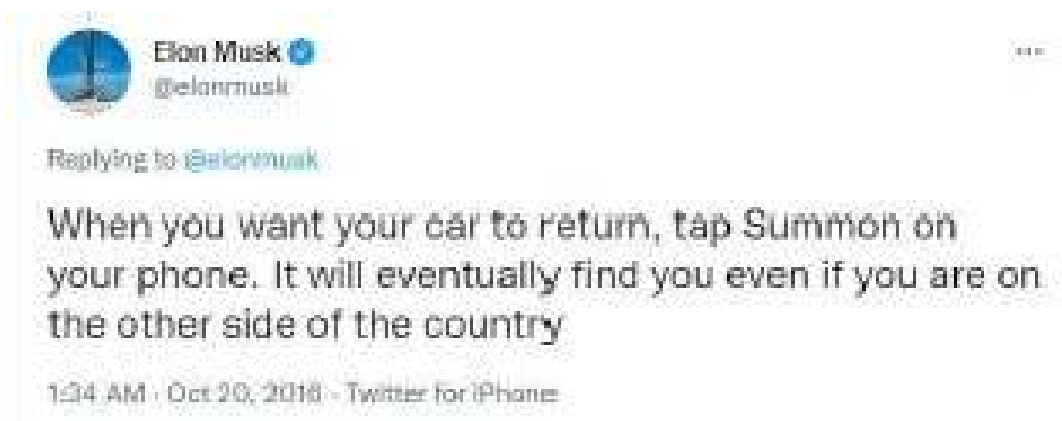 Elon Musk
@elonmusk
Replying to @elonmusk
When you want your car to return, tap Summon on
your phone. It will eventually find you even if you are on
the other side of the country
1:34 AM · Oct 20, 2016 · Twitter for iPhone